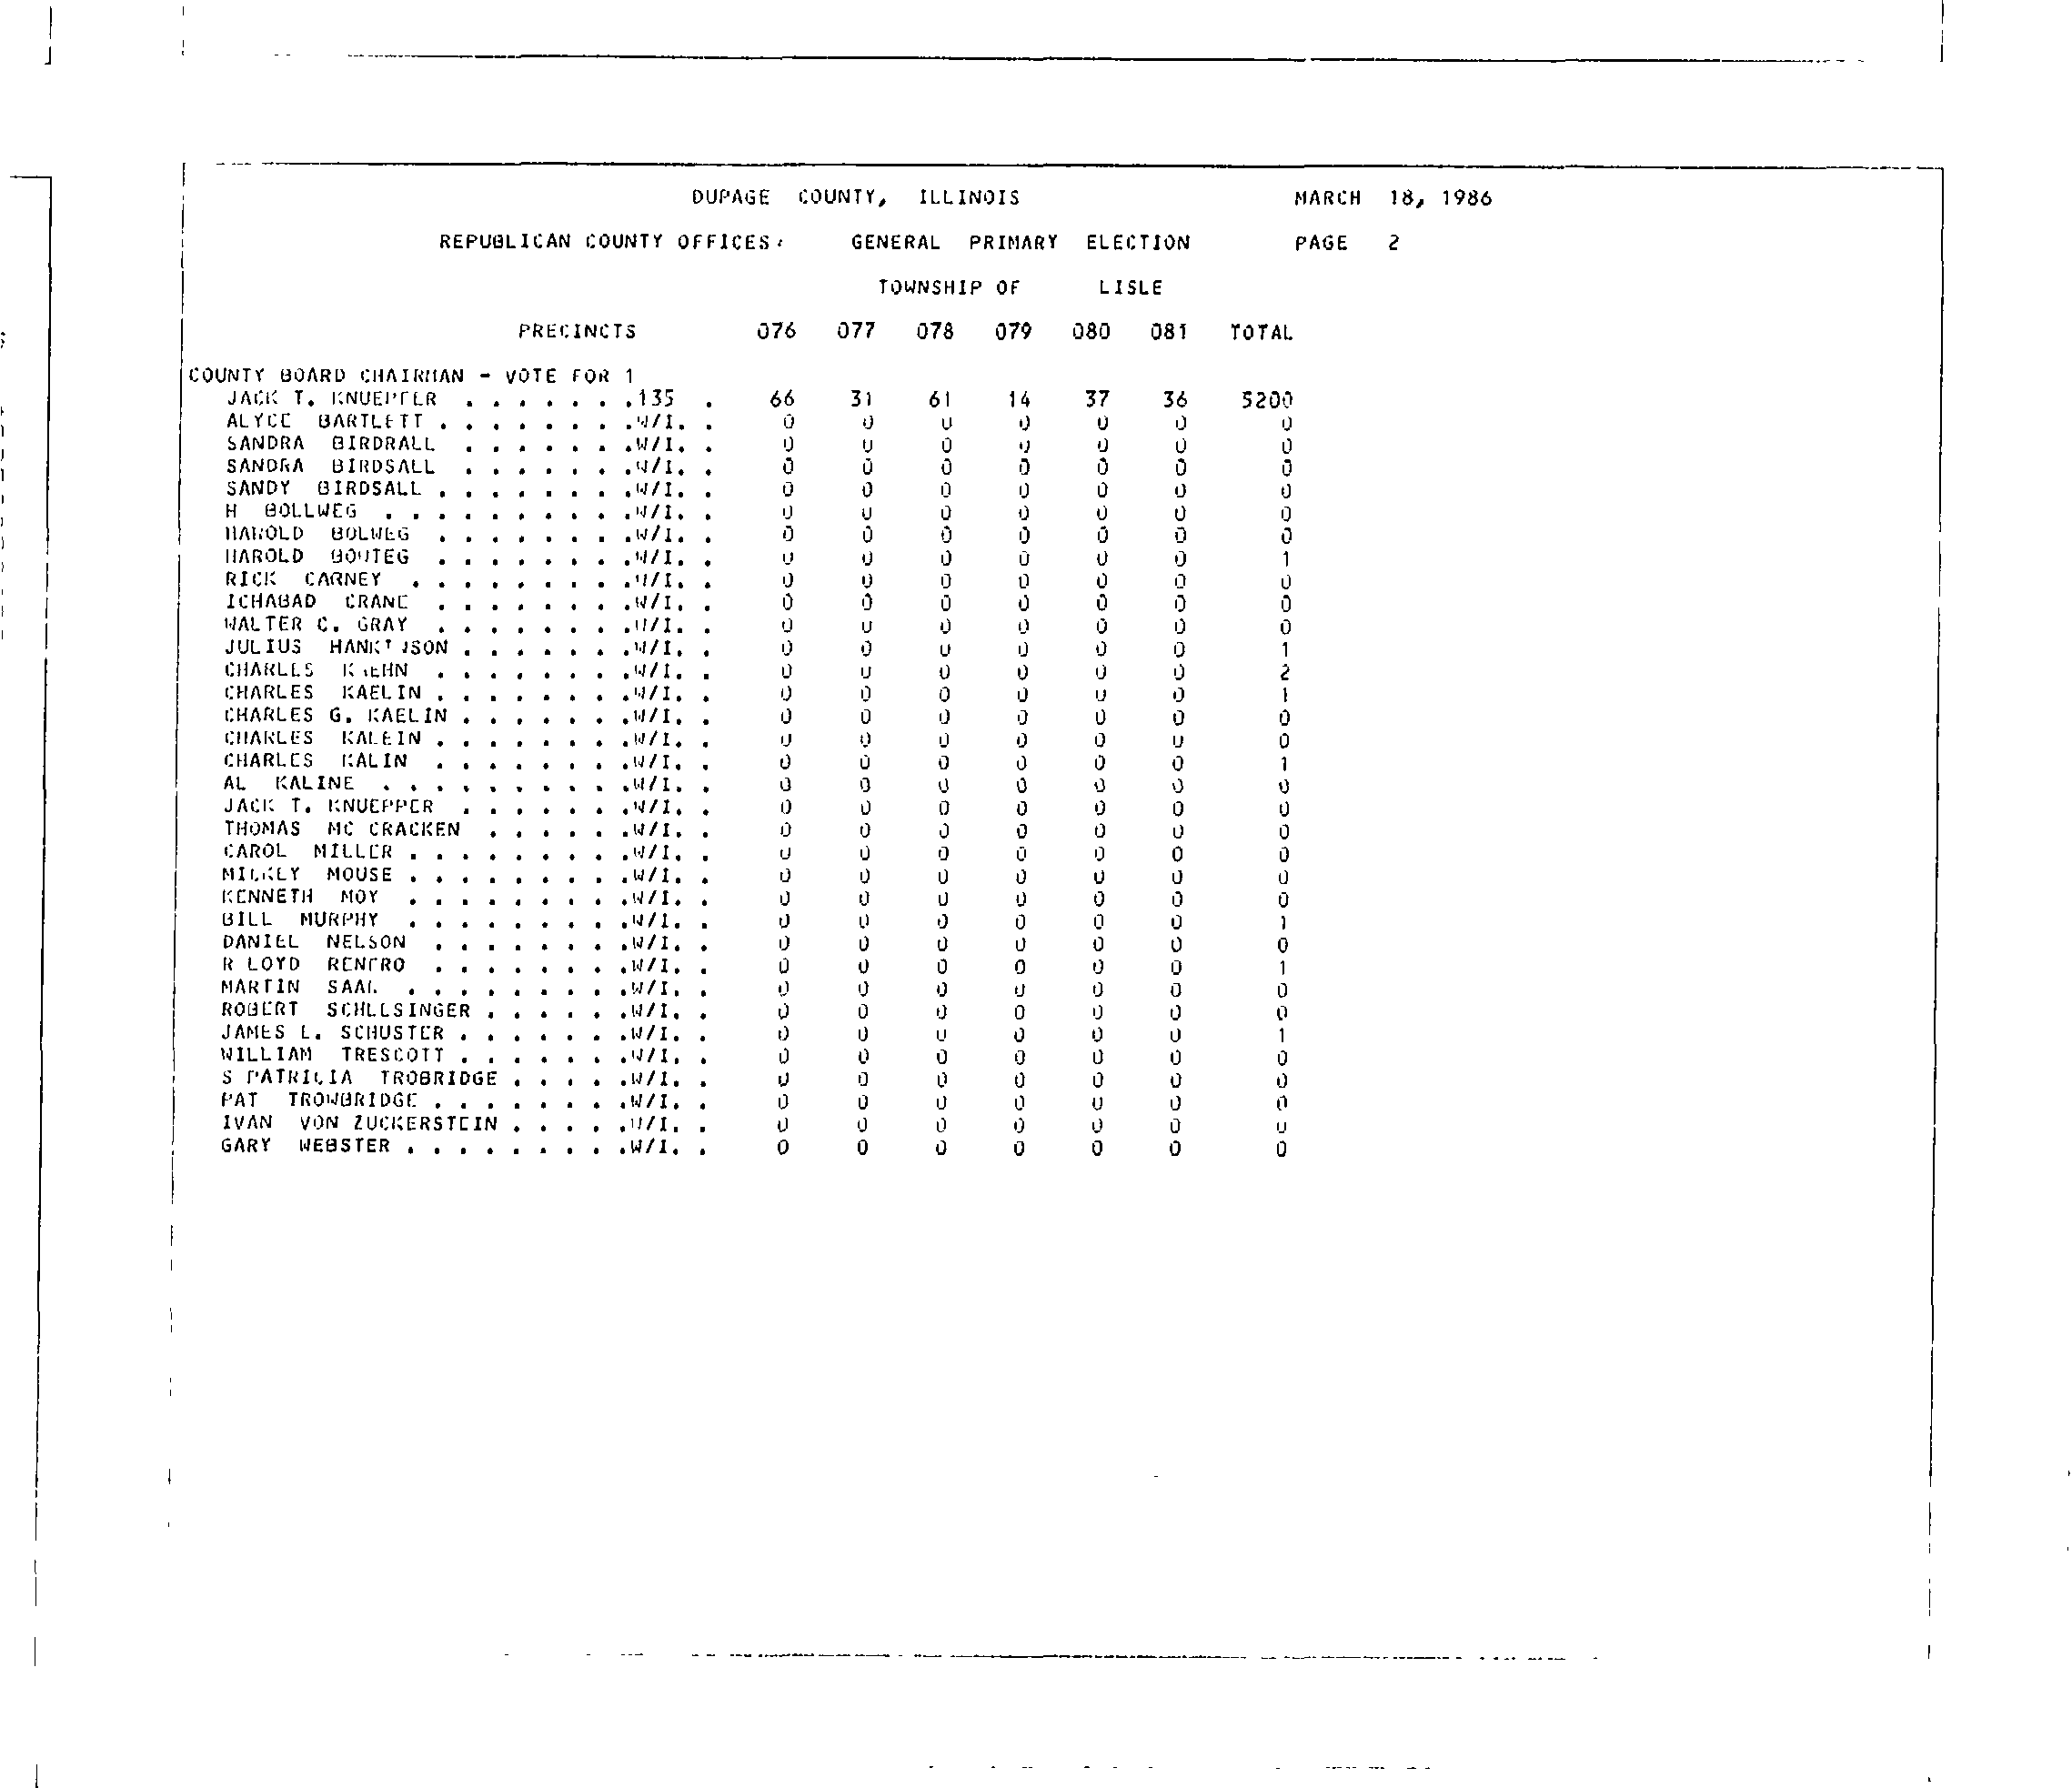 DUPAGE COUNTY, ILLINOIS MARCH 18, 1986
REPUBLICAN COUNTY OFFICES GENERAL PRIMARY ELECTION PAGE 2
TOWNSHIP OF LISLE
PRECINCTS 076 077 078 079 080 081 TOTAL
COUNTY BOARD CHAIRMAN - VOTE FOR 1
JACK T. KNUEPFER . . . . . . .135 . 66 31 61 14 37 36 5200
ALYCE BARTLETT . . . . . . . .W/I. . 0 0 0 0 0 0 0
SANDRA BIRDRALL . . . . . . .W/I. . 0 0 0 0 0 0 0
SANDRA BIRDSALL . . . . . . .W/I. . 0 0 0 0 0 0 0
SANDY BIRDSALL . . . . . . . .W/I. . 0 0 0 0 0 0 0
H BOLLWEG . . . . . . . . . .W/I. . 0 0 0 0 0 0 0
HAROLD BOLWEG . . . . . . . .W/I. . 0 0 0 0 0 0 0
HAROLD BOUTEG . . . . . . . .W/I. . 0 0 0 0 0 0 1
RICK CARNEY . . . . . . . . .W/I. . 0 0 0 0 0 0 0
ICHABAD CRANE . . . . . . . .W/I. . 0 0 0 0 0 0 0
WALTER C. GRAY . . . . . . . .W/I. . 0 0 0 0 0 0 0
JULIUS . . . . . . .W/I. . 0 0 0 0 0 0 1
CHARLES . . . . . . . .W/I. . 0 0 0 0 0 0 2
CHARLES KAELIN . . . . . . . .W/I. . 0 0 0 0 0 0 1
CHARLES G. KAELIN . . . . . . .W/I. . 0 0 0 0 0 0 0
CHARLES KALEIN . . . . . . . .W/I. . 0 0 0 0 0 0 0
CHARLES KALIN . . . . . . . .W/I. . 0 0 0 0 0 0 1
AL KALINE . . . . . . . . . .W/I. . 0 0 0 0 0 0 0
JACK T. KNUEPPER . . . . . . .W/I. . 0 0 0 0 0 0 0
THOMAS MC CRACKEN . . . . . .W/I. . 0 0 0 0 0 0 0
CAROL MILLER . . . . . . . . .W/I. . 0 0 0 0 0 0 0
MICKEY MOUSE . . . . . . . . .W/I. . 0 0 0 0 0 0 0
KENNETH MOY . . . . . . . . .W/I. . 0 0 0 0 0 0 0
BILL MURPHY . . . . . . . . .W/I. . 0 0 0 0 0 0 1
DANIEL NELSON . . . . . . . .W/I. . 0 0 0 0 0 0 0
R LOYD RENFRO . . . . . . . .W/I. . 0 0 0 0 0 0 1
MARTIN . . . . . . . . .W/I. . 0 0 0 0 0 0 0
ROBERT SCHLESINGER . . . . . .W/I. . 0 0 0 0 0 0 0
JAMES L. SCHUSTER . . . . . . .W/I. . 0 0 0 0 0 0 1
WILLIAM TRESCOTT . . . . . . .W/I. . 0 0 0 0 0 0 0
S PATRICIA TROBRIDGE . . . . .W/I. . 0 0 0 0 0 0 0
PAT TROWBRIDGE . . . . . . . .W/I. . 0 0 0 0 0 0 0
IVAN VON ZUCKERSTEIN . . . . .W/I. . 0 0 0 0 0 0 0
GARY WEBSTER . . . . . . . . .W/I. . 0 0 0 0 0 0 0